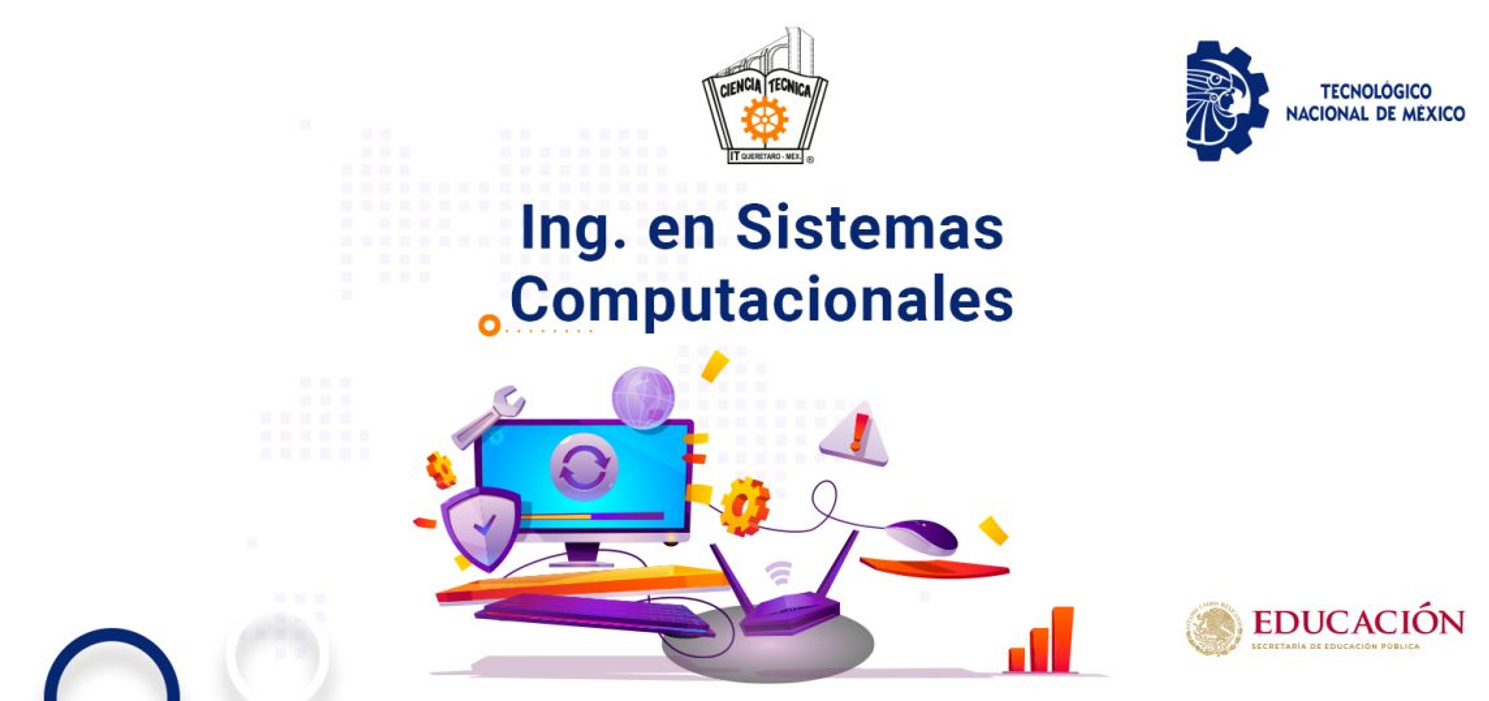 CIENCIA TECNICA
IT QUERETARO - MEX. ®
TECNOLÓGICO
NACIONAL DE MÉXICO
Ing. en Sistemas
Computacionales
EDUCACIÓN
SECRETARÍA DE EDUCACIÓN PÚBLICA